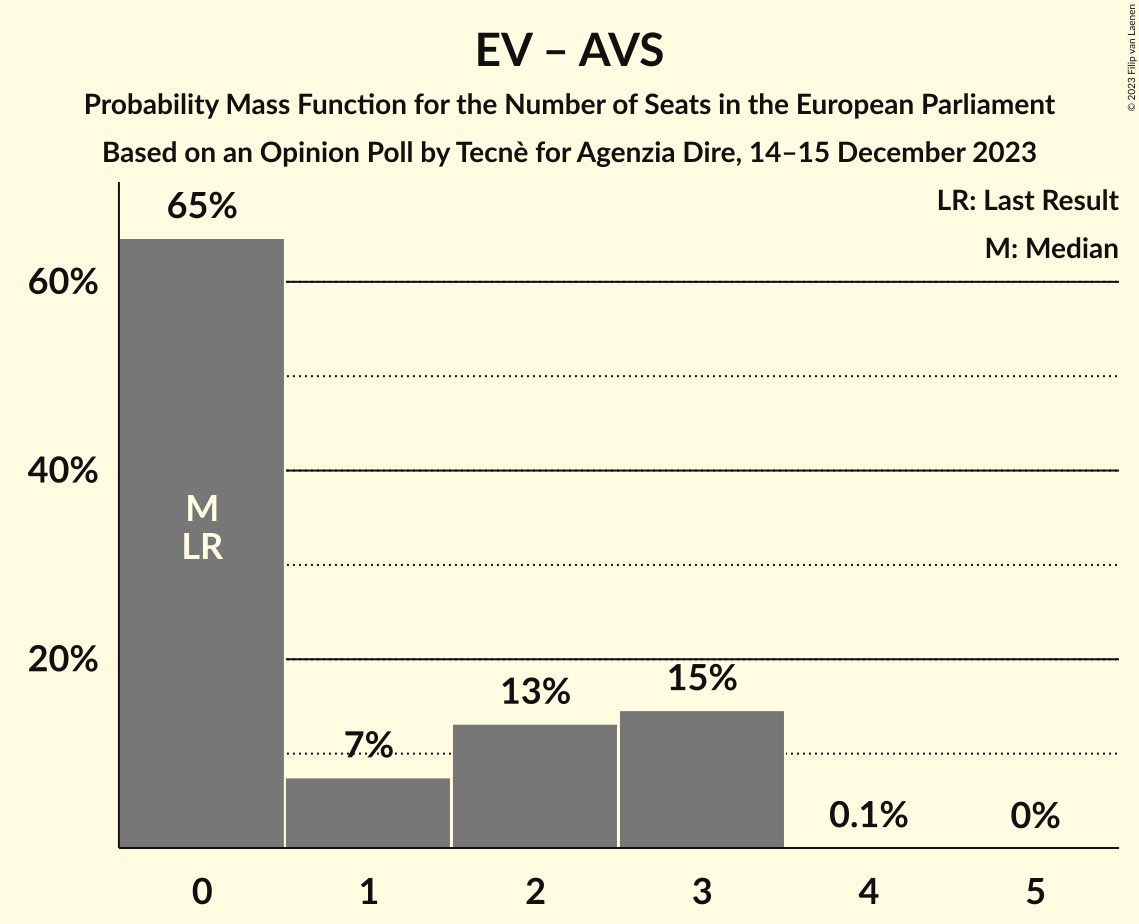 EV – AVS
Probability Mass Function for the Number of Seats in the European Parliament
Based on an Opinion Poll by Tecnè for Agenzia Dire, 14–15 December 2023
© 2023 Filip van Laenen
LR: Last Result
M: Median
65%
60%
40%
20%
M
LR
7%
13%
15%
0.1%
0%
0 1 2 3 4 5